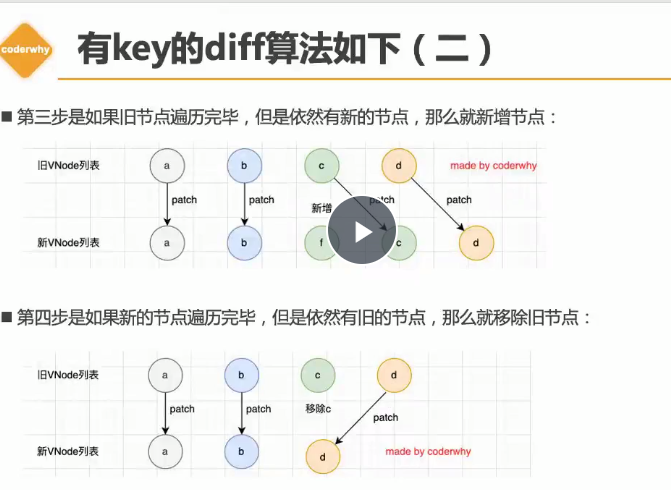 coderwhy
有key的diff算法如下（二）
■ 第三步是如果旧节点遍历完毕，但是依然有新的节点，那么就新增节点：
旧VNode列表 a b c d made by coderwhy
patch patch patch patch
新增
新VNode列表 a b f c d
■ 第四步是如果新的节点遍历完毕，但是依然有旧的节点，那么就移除旧节点：
旧VNode列表 a b c d
patch patch 移除c patch
新VNode列表 a b d made by coderwhy